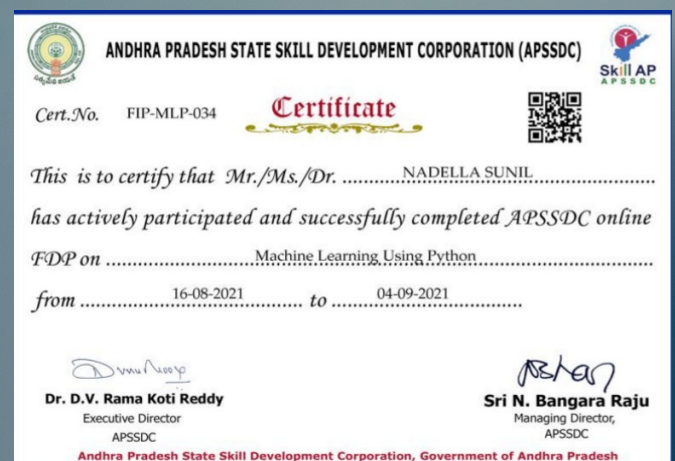 ANDHRA PRADESH STATE SKILL DEVELOPMENT CORPORATION (APSSDC)
Skill AP
APSSDC
Cert.No. FIP-MLP-034
Certificate
This is to certify that Mr./Ms./Dr. ..........NADELLA SUNIL..........................
has actively participated and successfully completed APSSDC online
FDP on ..........................Machine Learning Using Python..............................
from ................16-08-2021.............. to ...........04-09-2021....................
Dr. D.V. Rama Koti Reddy
Executive Director
APSSDC
Sri N. Bangara Raju
Managing Director,
APSSDC
Andhra Pradesh State Skill Development Corporation, Government of Andhra Pradesh